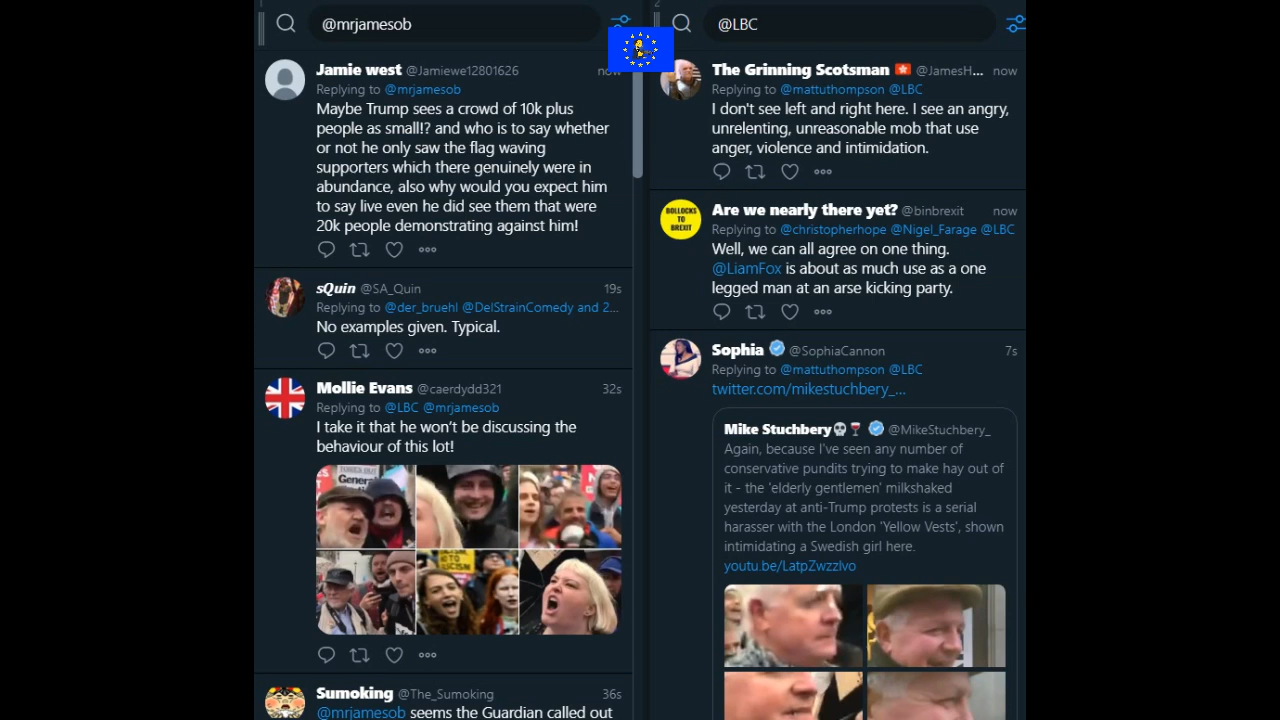 1
@mrjamesob
Jamie west @Jamiewe12801626 now
Replying to @mrjamesob
Maybe Trump sees a crowd of 10k plus
people as small!? and who is to say whether
or not he only saw the flag waving
supporters which there genuinely were in
abundance, also why would you expect him
to say live even he did see them that were
20k people demonstrating against him!
sQuin @SA_Quin 19s
Replying to @der_bruehl @DelStrainComedy and 2...
No examples given. Typical.
Mollie Evans @caerdydd321 32s
Replying to @LBC @mrjamesob
I take it that he won't be discussing the
behaviour of this lot!
General
Sumoking @The_Sumoking 36s
@mrjamesob seems the Guardian called out
2
@LBC
The Grinning Scotsman @JamesH... now
Replying to @mattuthompson @LBC
I don't see left and right here. I see an angry,
unrelenting, unreasonable mob that use
anger, violence and intimidation.
BOLLOCKS
TO
BREXIT
Are we nearly there yet? @binbrexit now
Replying to @christopherhope @Nigel_Farage @LBC
Well, we can all agree on one thing.
@LiamFox is about as much use as a one
legged man at an arse kicking party.
Sophia @SophiaCannon 7s
Replying to @mattuthompson @LBC
twitter.com/mikestuchbery_...
Mike Stuchbery @MikeStuchbery_
Again, because I've seen any number of
conservative pundits trying to make hay out of
it - the 'elderly gentlemen' milkshaked
yesterday at anti-Trump protests is a serial
harasser with the London 'Yellow Vests', shown
intimidating a Swedish girl here.
youtu.be/LatpZwzzlvo